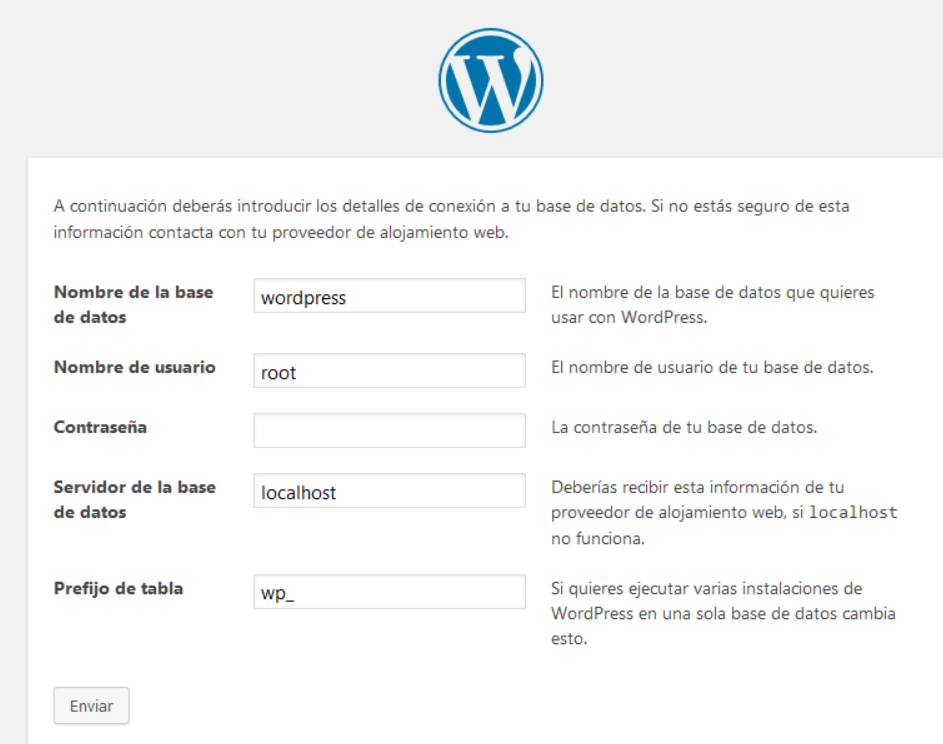 A continuación deberás introducir los detalles de conexión a tu base de datos. Si no estás seguro de esta
información contacta con tu proveedor de alojamiento web.
Nombre de la base
de datos
wordpress
El nombre de la base de datos que quieres
usar con WordPress.
Nombre de usuario
root
El nombre de usuario de tu base de datos.
Contraseña
La contraseña de tu base de datos.
Servidor de la base
de datos
localhost
Deberías recibir esta información de tu
proveedor de alojamiento web, si localhost
no funciona.
Prefijo de tabla
wp_
Si quieres ejecutar varias instalaciones de
WordPress en una sola base de datos cambia
esto.
Enviar